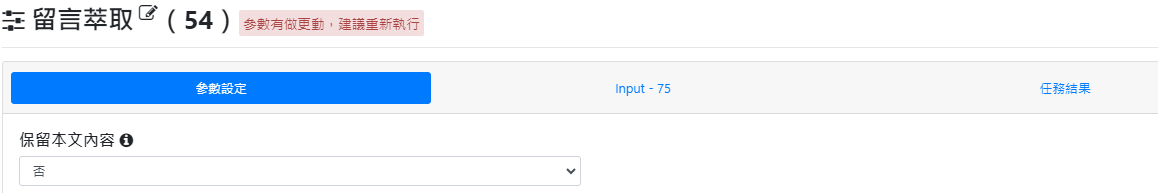 留言萃取 ( 54 ) 參數有做更動，建議重新執行
參數設定 Input - 75 任務結果
保留本文內容
否